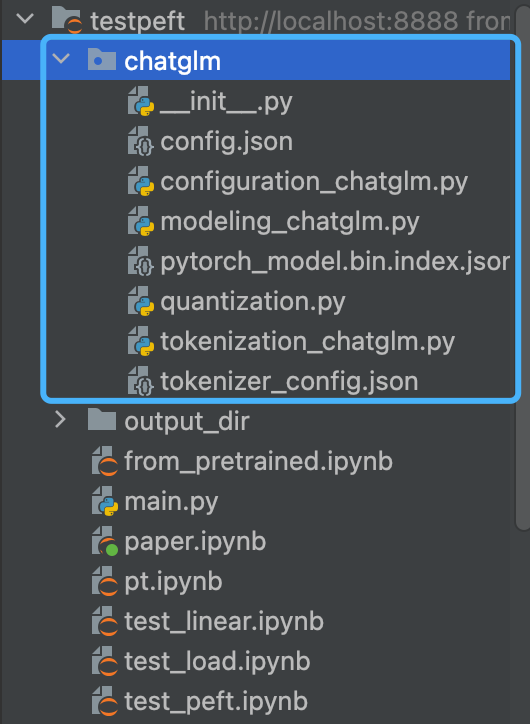 testpeft http://localhost:8888 fron
chatglm
__init__.py
config.json
configuration_chatglm.py
modeling_chatglm.py
pytorch_model.bin.index.jsor
quantization.py
tokenization_chatglm.py
tokenizer_config.json
output_dir
from_pretrained.ipynb
main.py
paper.ipynb
pt.ipynb
test_linear.ipynb
test_load.ipynb
test_peft.ipynb